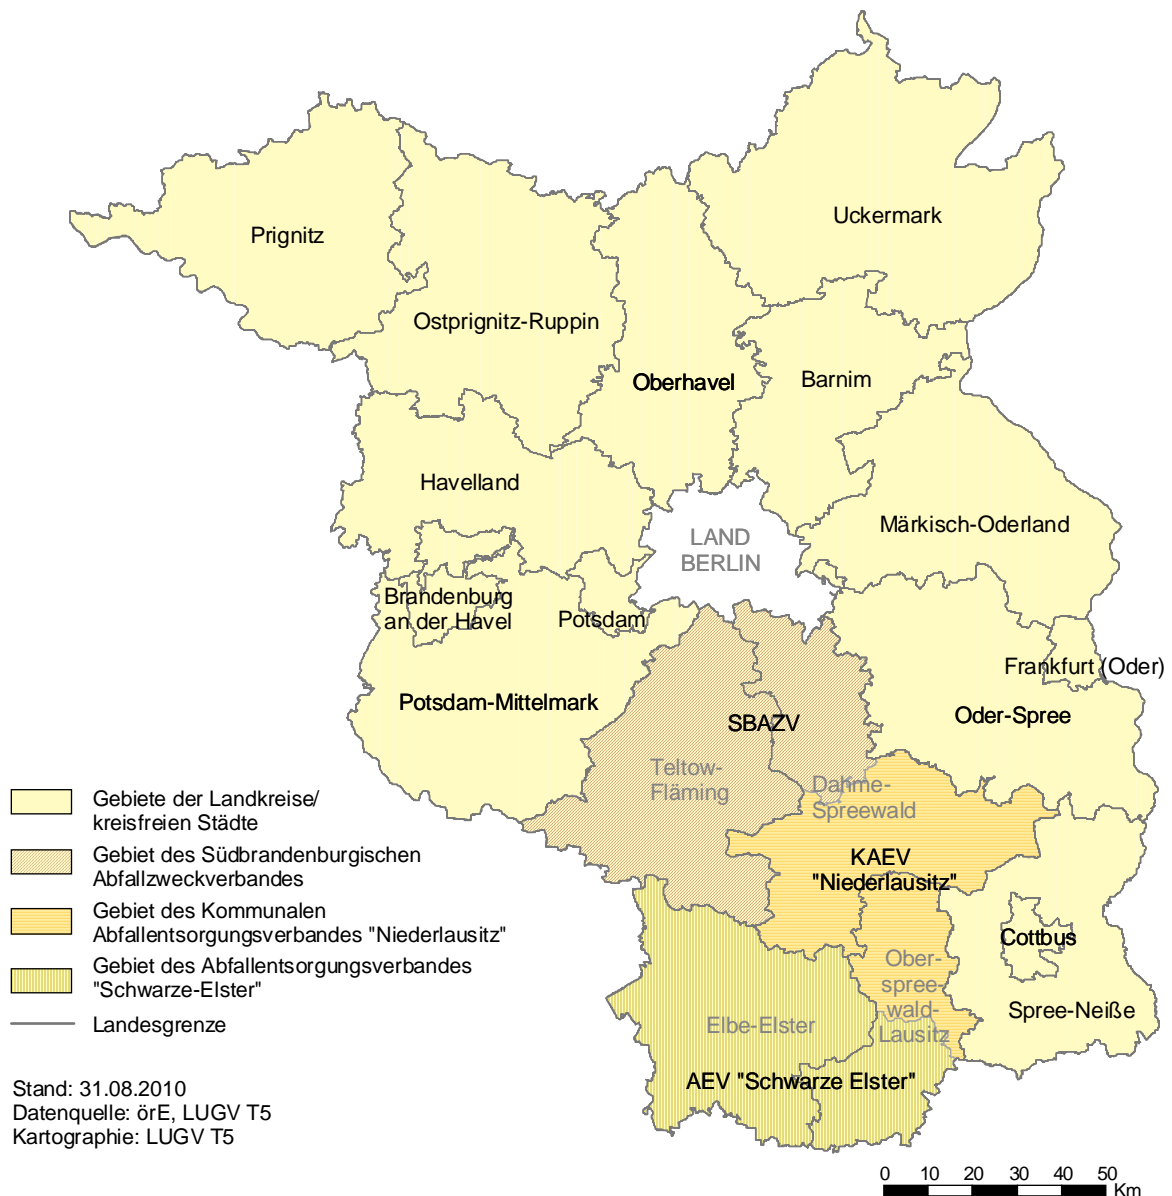 Uckermark
Prignitz
Ostprignitz-Ruppin
Oberhavel
Barnim
Havelland
Märkisch-Oderland
LAND
BERLIN
Brandenburg
an der Havel
Potsdam
Frankfurt (Oder)
Potsdam-Mittelmark
Oder-Spree
SBAZV
Teltow-
Fläming
Dahme-
Spreewald
KAEV
"Niederlausitz"
Cottbus
Ober-
spree-
wald-
Lausitz
Spree-Neiße
Elbe-Elster
AEV "Schwarze Elster"
Gebiete der Landkreise/
kreisfreien Städte
Gebiet des Südbrandenburgischen
Abfallzweckverbandes
Gebiet des Kommunalen
Abfallentsorgungsverbandes "Niederlausitz"
Gebiet des Abfallentsorgungsverbandes
"Schwarze-Elster"
Landesgrenze
Stand: 31.08.2010
Datenquelle: örE, LUGV T5
Kartographie: LUGV T5
0 10 20 30 40 50
Km